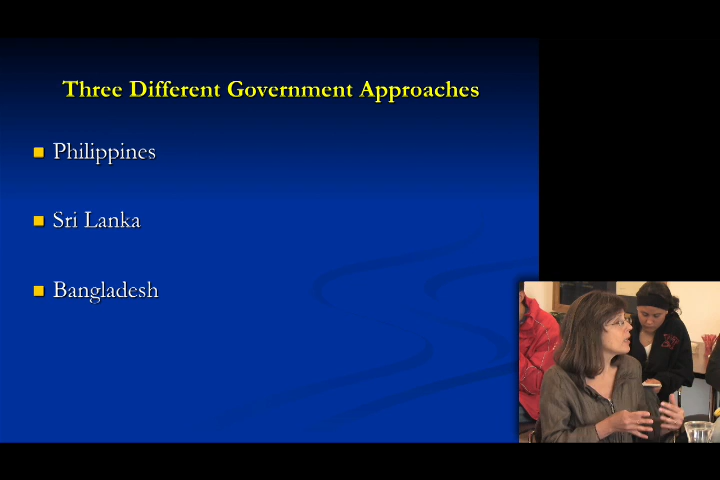 Three Different Government Approaches
Philippines
Sri Lanka
Bangladesh